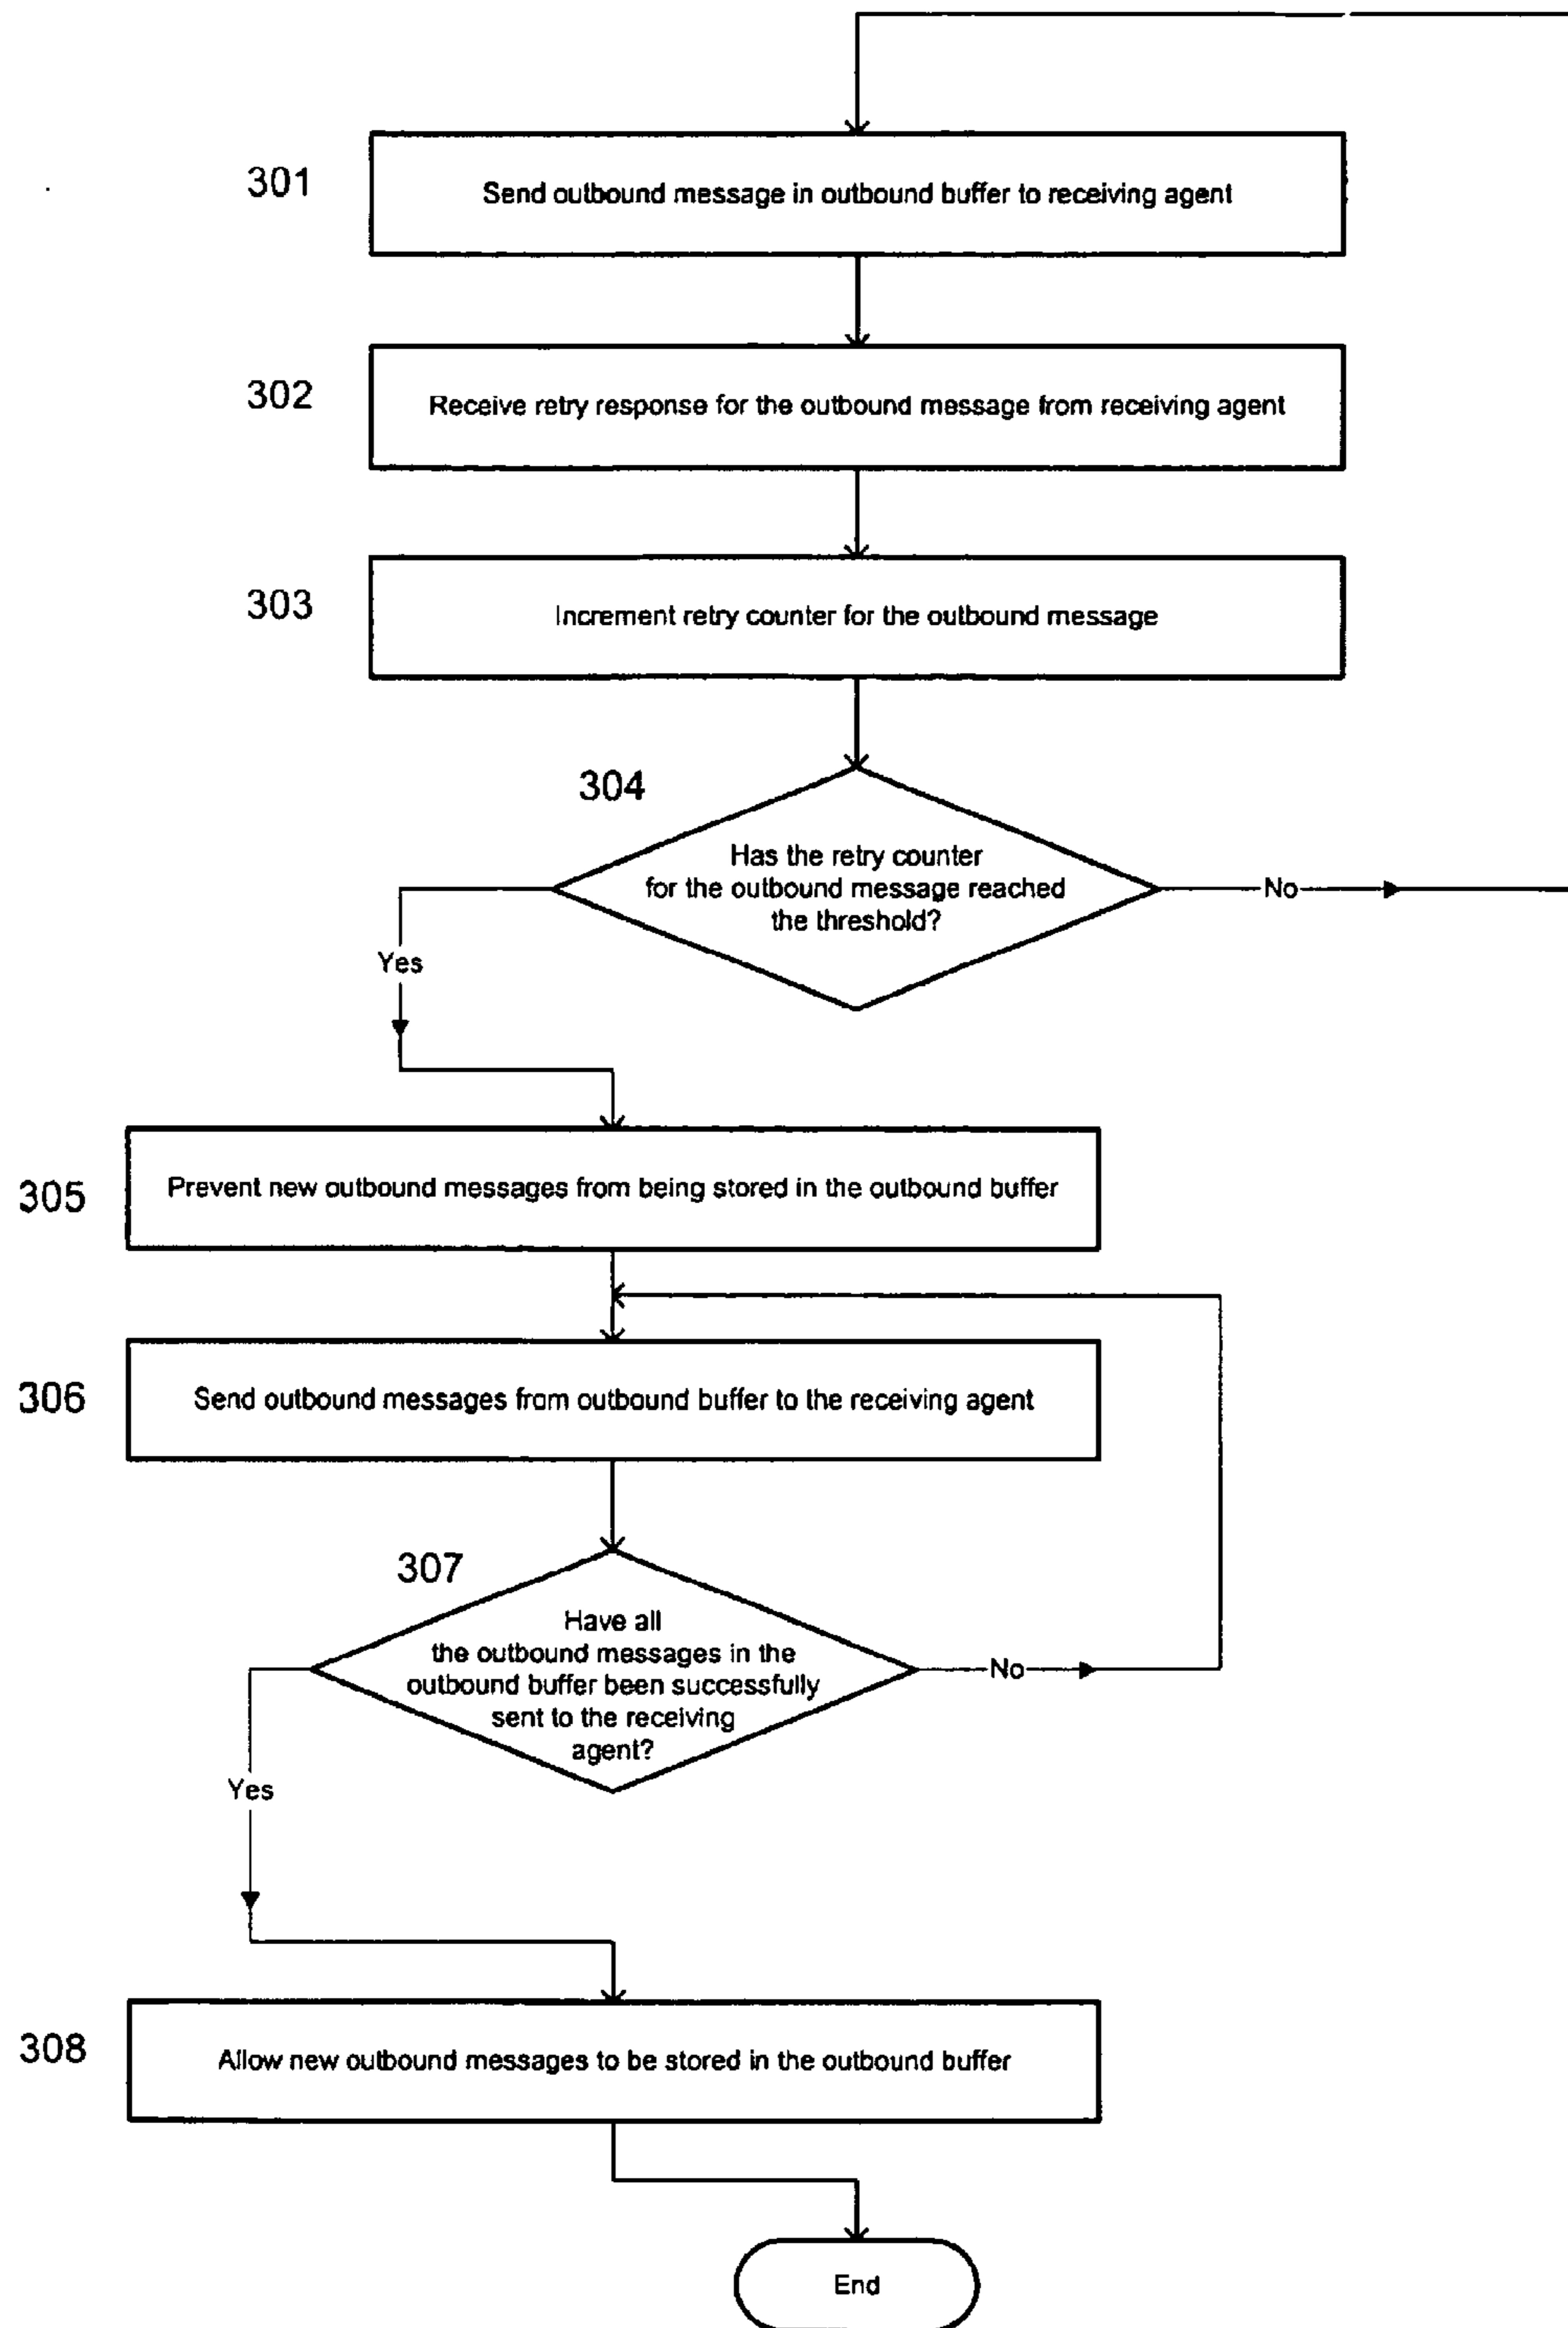 301
Send outbound message in outbound buffer to receiving agent
302
Receive retry response for the outbound message from receiving agent
303
Increment retry counter for the outbound message
304
Has the retry counter
for the outbound message reached
the threshold?
No
Yes
305
Prevent new outbound messages from being stored in the outbound buffer
306
Send outbound messages from outbound buffer to the receiving agent
307
Have all
the outbound messages in the
outbound buffer been successfully
sent to the receiving
agent?
No
Yes
308
Allow new outbound messages to be stored in the outbound buffer
End